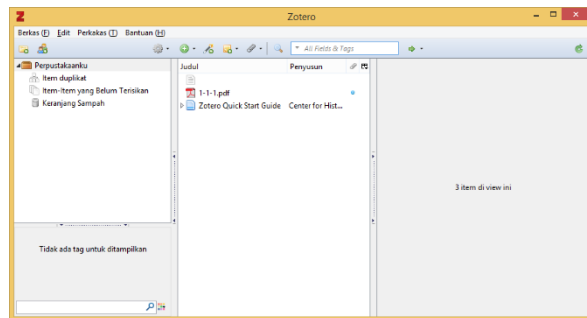 Zotero
Berkas (F) Edit Perkakas (T) Bantuan (H)
All Fields & Tags
Perpustakaanku
Item duplikat
Item-Item yang Belum Terisikan
Keranjang Sampah
Judul Penyusun
1-1-1.pdf
Zotero Quick Start Guide Center for Hist...
3 item di view ini
Tidak ada tag untuk ditampilkan